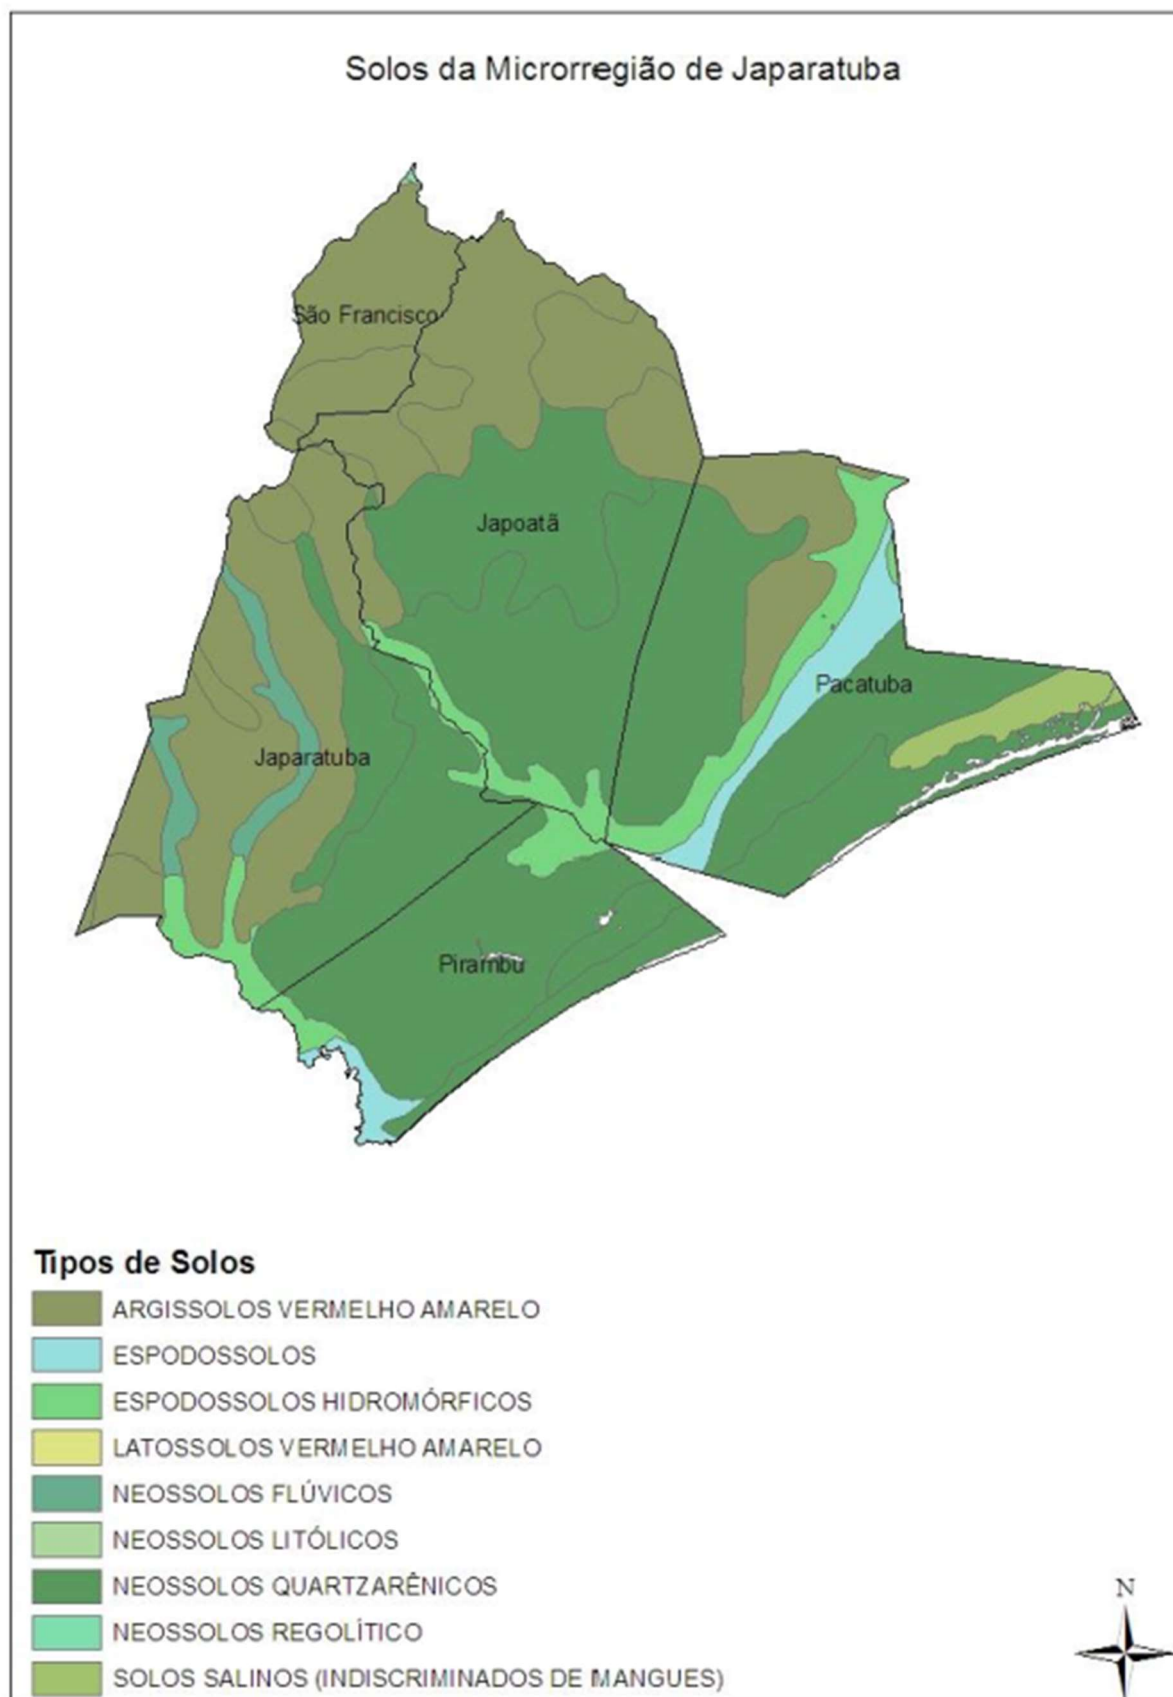 Solos da Microrregião de Japaratuba
São Francisco
Japoatã
Pacatuba
Japaratuba
Pirambu
Tipos de Solos
ARGISSOLOS VERMELHO AMARELO
ESPODOSSOLOS
ESPODOSSOLOS HIDROMÓRFICOS
LATOSSOLOS VERMELHO AMARELO
NEOSSOLOS FLÚVICOS
NEOSSOLOS LITÓLICOS
NEOSSOLOS QUARTZARÊNICOS
N
NEOSSOLOS REGOLÍTICO
SOLOS SALINOS (INDISCRIMINADOS DE MANGUES)